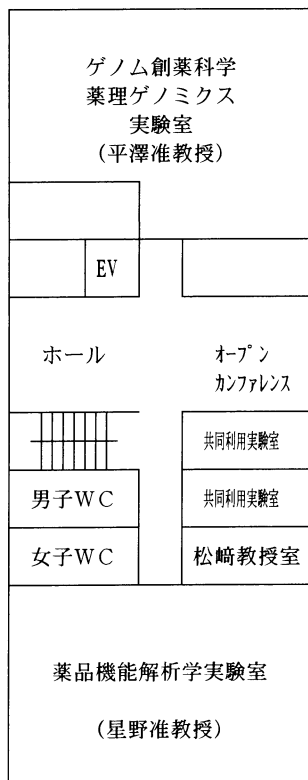 ゲノム創薬科学
薬理ゲノミクス
実験室
(平澤准教授)
EV
ホール
オープン
カンファレンス
共同利用実験室
男子WC
共同利用実験室
女子WC
松﨑教授室
薬品機能解析学実験室
(星野准教授)